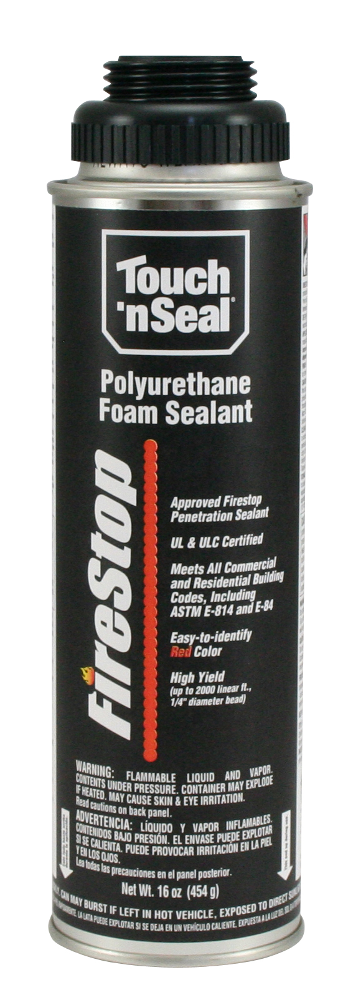 Touch
'nSeal®
Polyurethane
Foam Sealant
FireStop
Approved Firestop
Penetration Sealant
UL & ULC Certified
Meets All Commercial
and Residential Building
Codes, Including
ASTM E-814 and E-84
Easy-to-identify
Red Color
High Yield
(up to 2000 linear ft.,
1/4" diameter bead)
WARNING: FLAMMABLE LIQUID AND VAPOR.
CONTENTS UNDER PRESSURE. CONTAINER MAY EXPLODE
IF HEATED. MAY CAUSE SKIN & EYE IRRITATION.
Read cautions on back panel.
ADVERTENCIA: LÍQUIDO Y VAPOR INFLAMABLES.
CONTENIDOS BAJO PRESIÓN. EL ENVASE PUEDE EXPLOTAR
SI SE CALIENTA. PUEDE PROVOCAR IRRITACIÓN EN LA PIEL
Y EN LOS OJOS.
Lea todas las precauciones en el panel posterior.
Net Wt. 16 oz (454 g)
CAN MAY BURST IF LEFT IN HOT VEHICLE, EXPOSED TO DIRECT
LA LATA PUEDE EXPLOTAR SI SE DEJA EN UN VEHÍCULO CALIENTE, EXPUESTA A LA LUZ DEL SOL